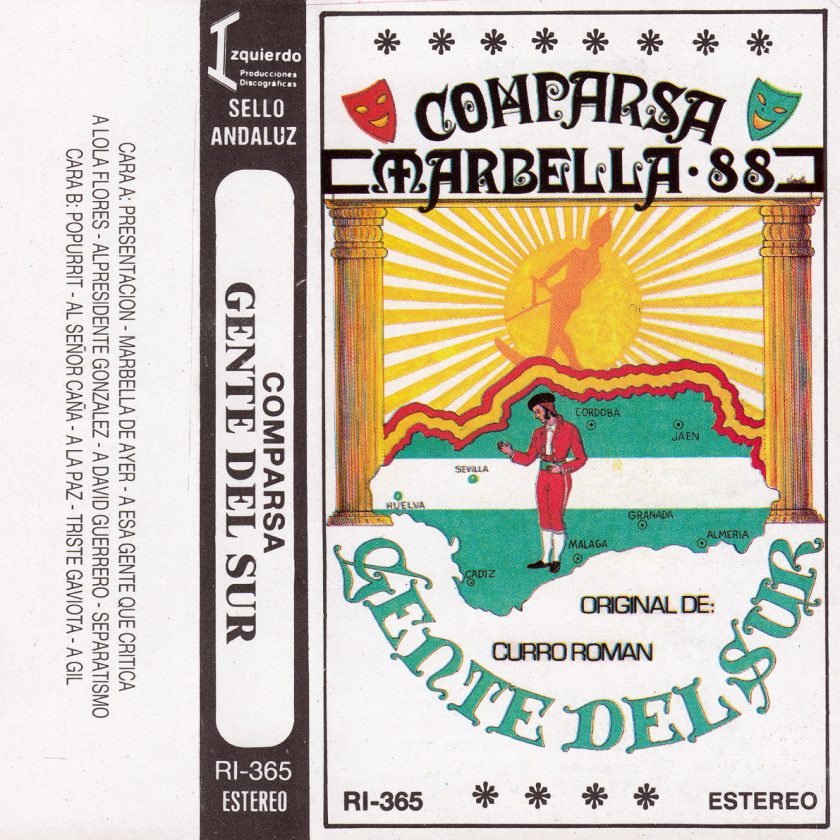 CARA A: PRESENTACION - MARBELLA DE AYER - A ESA GENTE QUE CRITICA
A LOLA FLORES - ALPRESIDENTE GONZALEZ - A DAVID GUERRERO - SEPARATISMO
CARA B: POPURRIT - AL SEÑOR CAÑA - A LA PAZ - TRISTE GAVIOTA - A GIL
Izquierdo
Producciones
Discográficas
SELLO
ANDALUZ
COMPARSA
GENTE DEL SUR
RI-365
ESTEREO
COMPARSA
MARBELLA · 88
CORDOBA
JAEN
SEVILLA
HUELVA
GRANADA
ALMERIA
MALAGA
CADIZ
ORIGINAL DE:
CURRO ROMAN
GENTE DEL SUR
RI-365
ESTEREO